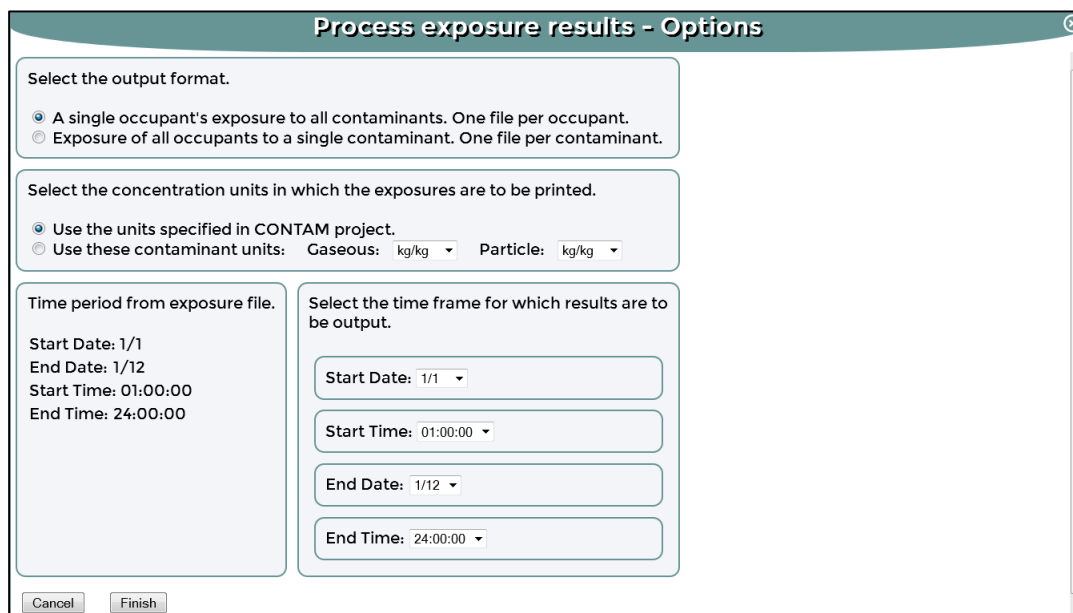 Process exposure results - Options
Select the output format.
A single occupant's exposure to all contaminants. One file per occupant.
Exposure of all occupants to a single contaminant. One file per contaminant.
Select the concentration units in which the exposures are to be printed.
Use the units specified in CONTAM project.
Use these contaminant units: Gaseous: kg/kg Particle: kg/kg
Time period from exposure file.
Start Date: 1/1
End Date: 1/12
Start Time: 01:00:00
End Time: 24:00:00
Select the time frame for which results are to
be output.
Start Date: 1/1
Start Time: 01:00:00
End Date: 1/12
End Time: 24:00:00
Cancel Finish